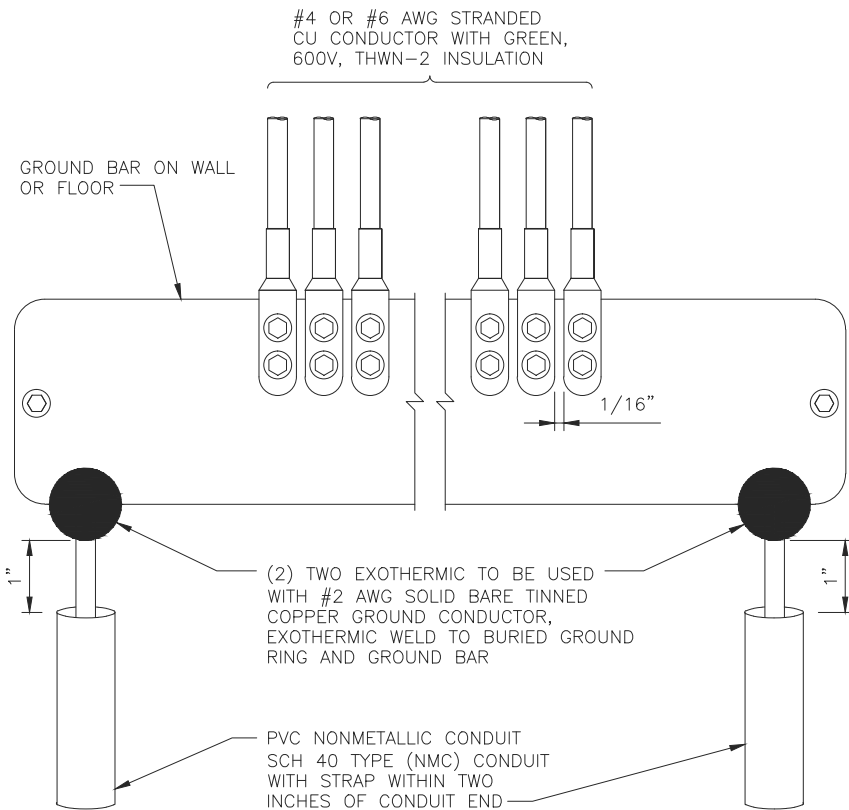 #4 OR #6 AWG STRANDED
CU CONDUCTOR WITH GREEN,
600V, THWN-2 INSULATION
GROUND BAR ON WALL
OR FLOOR
1/16"
1"
1"
(2) TWO EXOTHERMIC TO BE USED
WITH #2 AWG SOLID BARE TINNED
COPPER GROUND CONDUCTOR,
EXOTHERMIC WELD TO BURIED GROUND
RING AND GROUND BAR
PVC NONMETALLIC CONDUIT
SCH 40 TYPE (NMC) CONDUIT
WITH STRAP WITHIN TWO
INCHES OF CONDUIT END